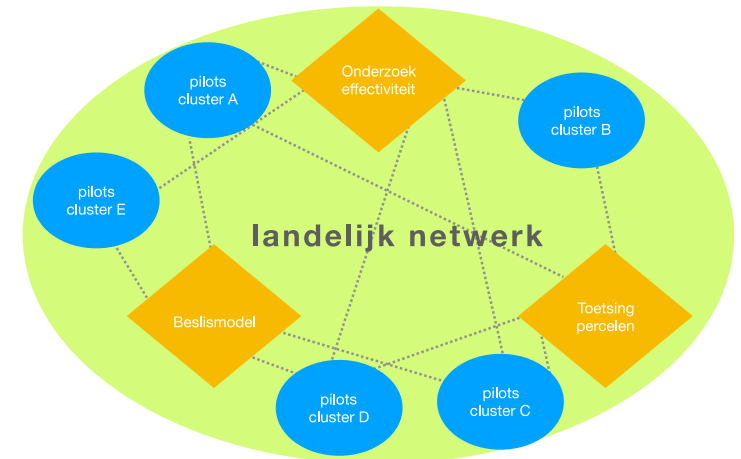 Onderzoek
effectiviteit
pilots
cluster A
pilots
cluster B
pilots
cluster E
landelijk netwerk
Beslismodel
Toetsing
percelen
pilots
cluster D
pilots
cluster C